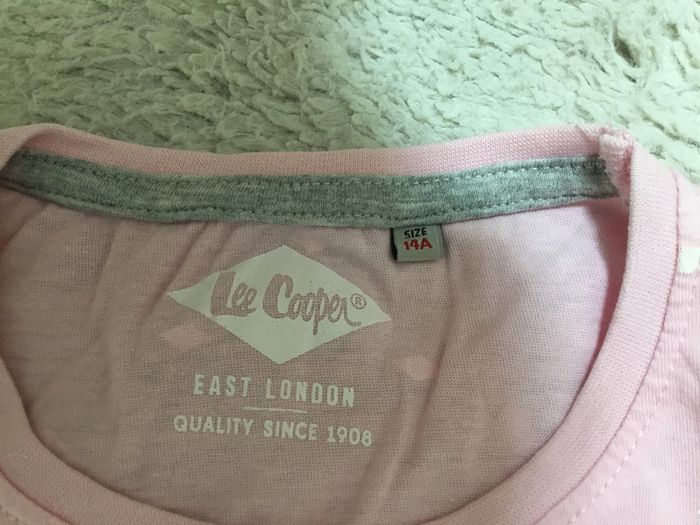 SIZE
14A
Lee Cooper®
EAST LONDON
QUALITY SINCE 1908